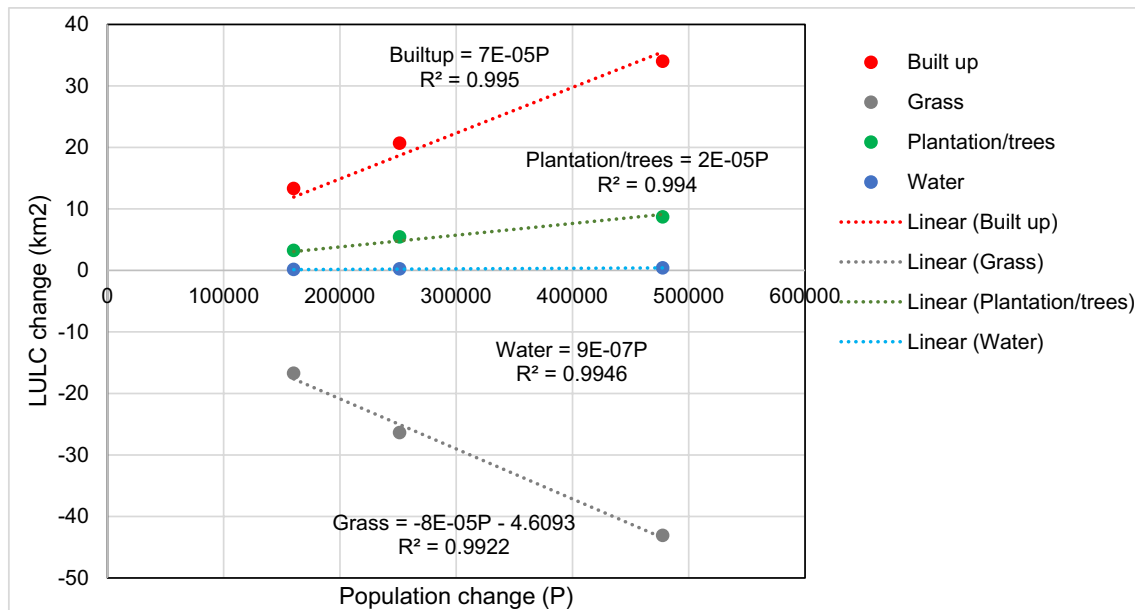 40
30
20
10
0
-10
-20
-30
-40
-50
LULC change (km2)
0 100000 200000 300000 400000 500000 600000
Population change (P)
Builtup = 7E-05P
R² = 0.995
Plantation/trees = 2E-05P
R² = 0.994
Water = 9E-07P
R² = 0.9946
Grass = -8E-05P - 4.6093
R² = 0.9922
Built up
Grass
Plantation/trees
Water
Linear (Built up)
Linear (Grass)
Linear (Plantation/trees)
Linear (Water)